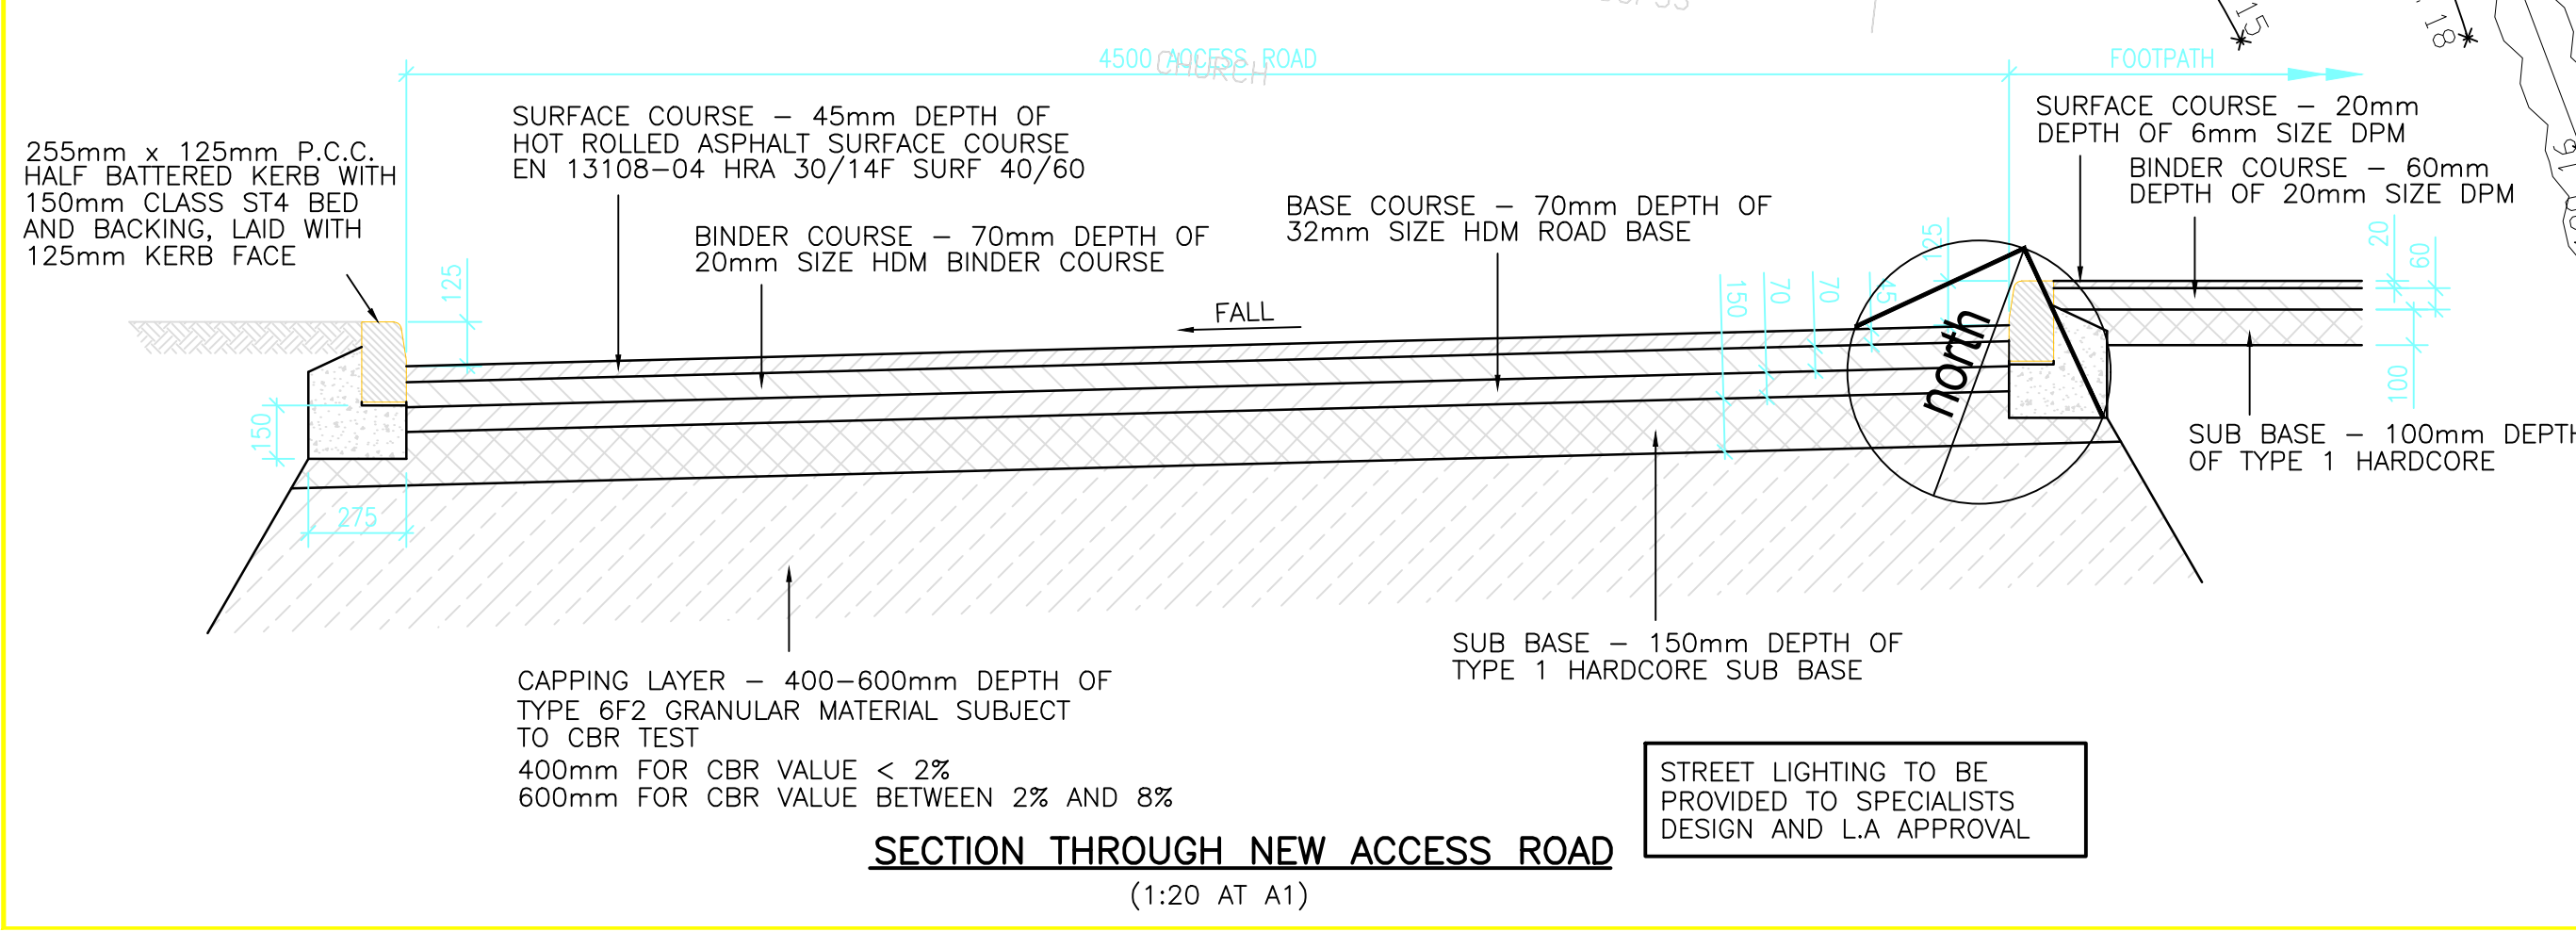 4500 ACCESS ROAD
CHURCH
FOOTPATH
15
18
16
255mm x 125mm P.C.C.
HALF BATTERED KERB WITH
150mm CLASS ST4 BED
AND BACKING, LAID WITH
125mm KERB FACE
SURFACE COURSE – 45mm DEPTH OF
HOT ROLLED ASPHALT SURFACE COURSE
EN 13108–04 HRA 30/14F SURF 40/60
BINDER COURSE – 70mm DEPTH OF
20mm SIZE HDM BINDER COURSE
BASE COURSE – 70mm DEPTH OF
32mm SIZE HDM ROAD BASE
SURFACE COURSE – 20mm
DEPTH OF 6mm SIZE DPM
BINDER COURSE – 60mm
DEPTH OF 20mm SIZE DPM
125
150
275
FALL
150
70
70
45
125
north
20
60
100
SUB BASE – 100mm DEPTH
OF TYPE 1 HARDCORE
SUB BASE – 150mm DEPTH OF
TYPE 1 HARDCORE SUB BASE
CAPPING LAYER – 400–600mm DEPTH OF
TYPE 6F2 GRANULAR MATERIAL SUBJECT
TO CBR TEST
400mm FOR CBR VALUE < 2%
600mm FOR CBR VALUE BETWEEN 2% AND 8%
STREET LIGHTING TO BE
PROVIDED TO SPECIALISTS
DESIGN AND L.A APPROVAL
SECTION THROUGH NEW ACCESS ROAD
(1:20 AT A1)